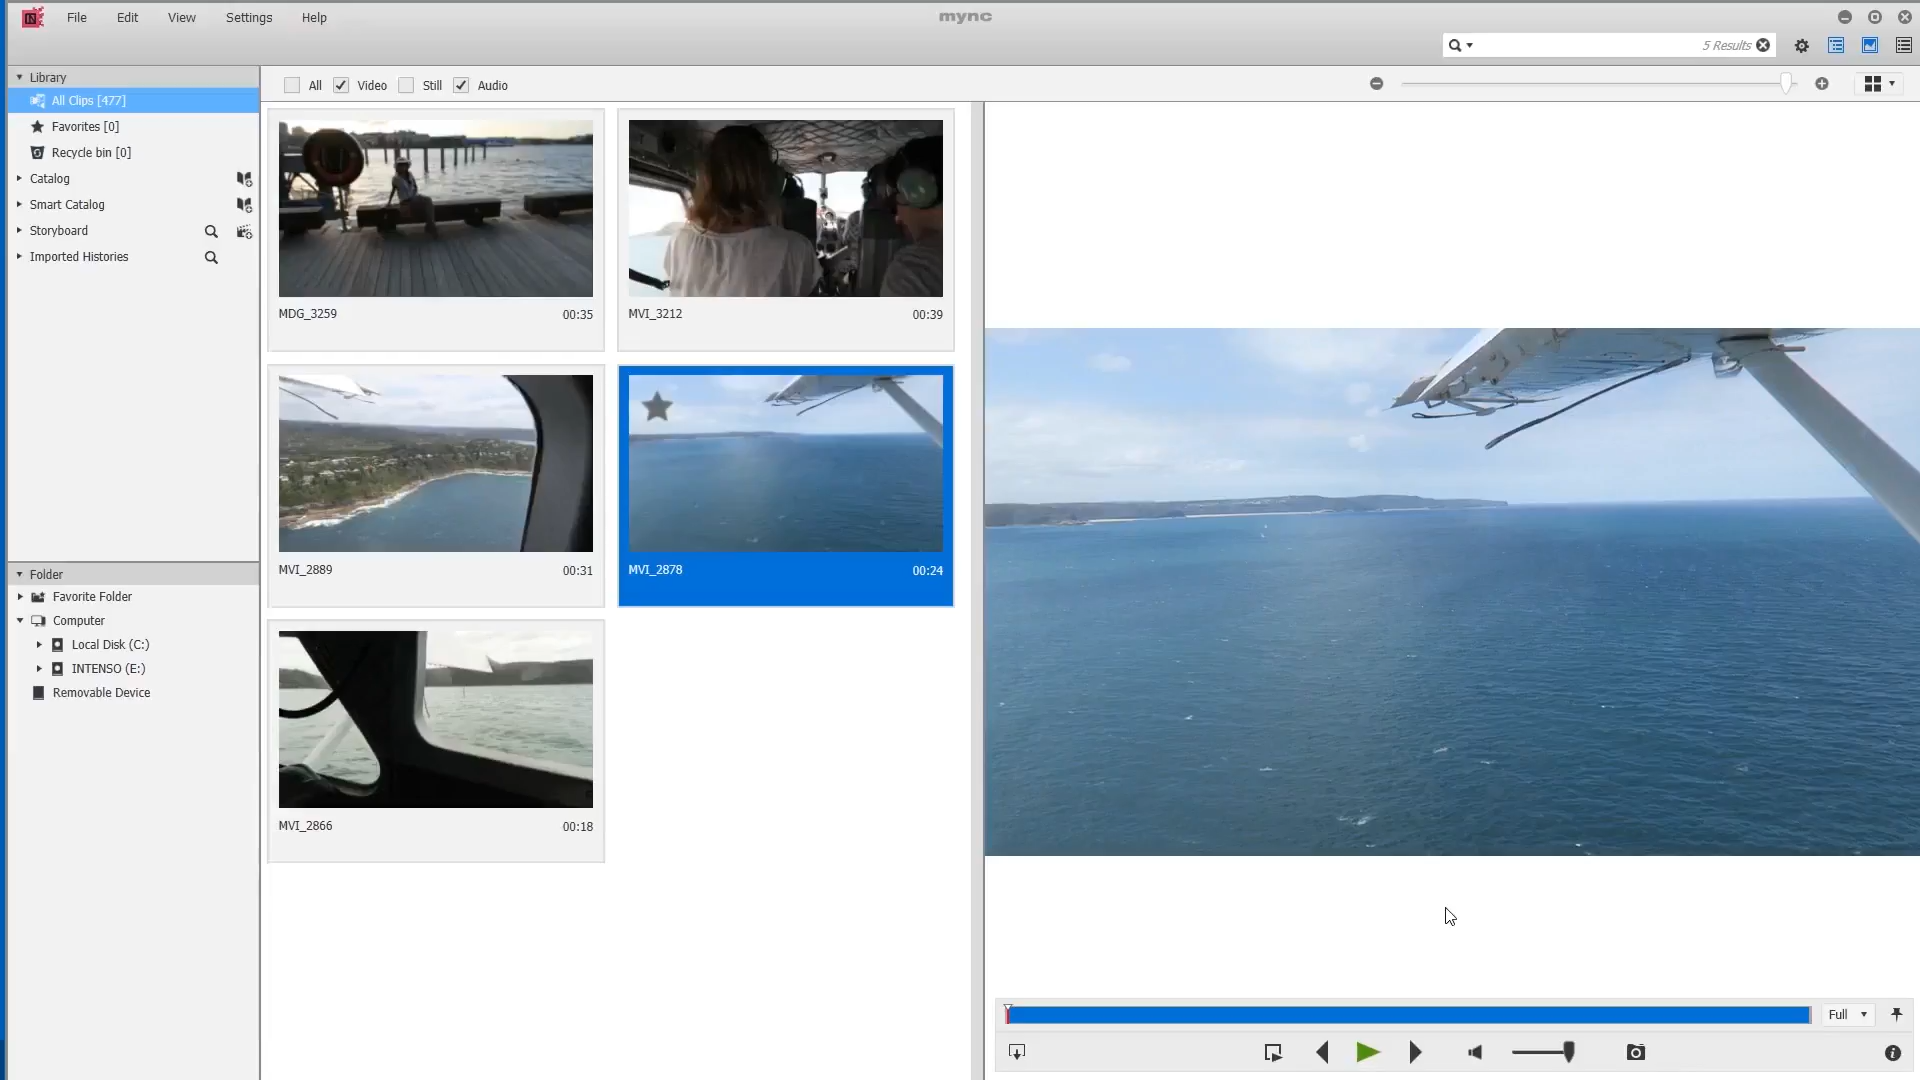 File Edit View Settings Help
mync
5 Results
Library
All Clips [477]
Favorites [0]
Recycle bin [0]
Catalog
Smart Catalog
Storyboard
Imported Histories
Folder
Favorite Folder
Computer
Local Disk (C:)
INTENSO (E:)
Removable Device
All Video Still Audio
MDG_3259 00:35
MVI_3212 00:39
MVI_2889 00:31
MVI_2878 00:24
MVI_2866 00:18
Full